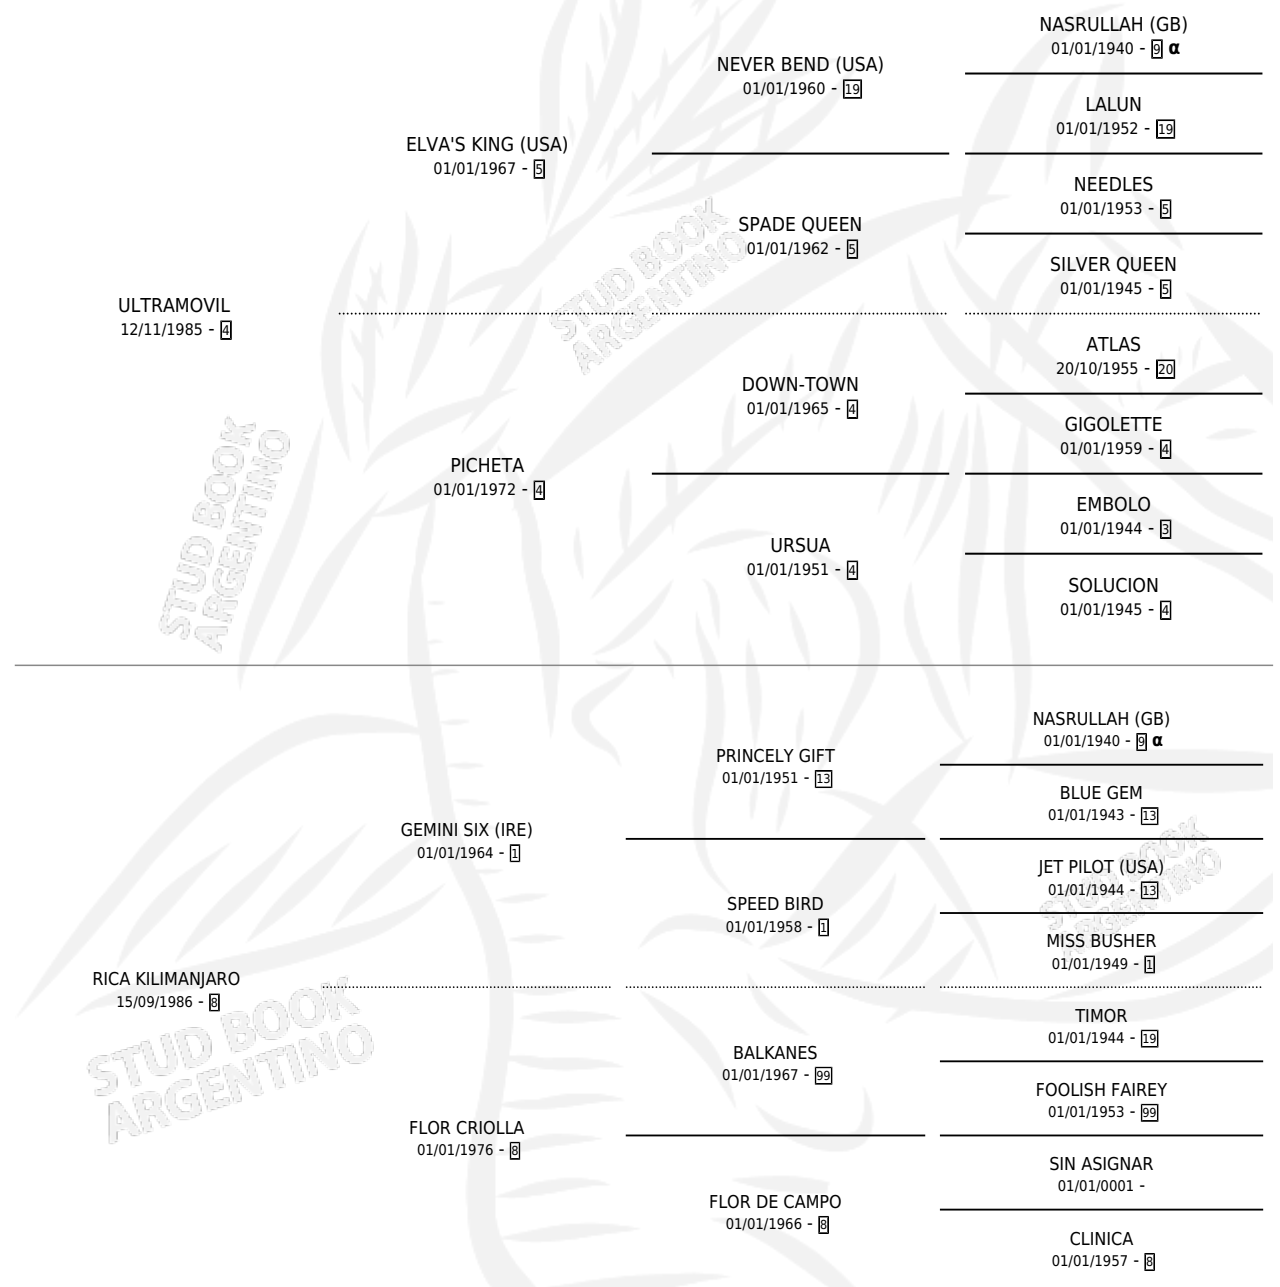 NASRULLAH (GB)
01/01/1940 - 9 α
NEVER BEND (USA)
01/01/1960 - 19
LALUN
01/01/1952 - 19
ELVA'S KING (USA)
01/01/1967 - 5
NEEDLES
01/01/1953 - 5
SPADE QUEEN
01/01/1962 - 5
SILVER QUEEN
01/01/1945 - 5
STUD BOOK
ARGENTINO
ULTRAMOVIL
12/11/1985 - 4
ATLAS
20/10/1955 - 20
DOWN-TOWN
01/01/1965 - 4
GIGOLETTE
01/01/1959 - 4
PICHETA
01/01/1972 - 4
EMBOLO
01/01/1944 - 3
URSUA
01/01/1951 - 4
SOLUCION
01/01/1945 - 4
STUD BOOK
ARGENTINO
NASRULLAH (GB)
01/01/1940 - 9 α
PRINCELY GIFT
01/01/1951 - 13
BLUE GEM
01/01/1943 - 13
GEMINI SIX (IRE)
01/01/1964 - 1
JET PILOT (USA)
01/01/1944 - 13
SPEED BIRD
01/01/1958 - 1
MISS BUSHER
01/01/1949 - 1
STUD BOOK
ARGENTINO
RICA KILIMANJARO
15/09/1986 - 8
TIMOR
01/01/1944 - 19
BALKANES
01/01/1967 - 99
FOOLISH FAIREY
01/01/1953 - 99
FLOR CRIOLLA
01/01/1976 - 8
SIN ASIGNAR
01/01/0001 -
FLOR DE CAMPO
01/01/1966 - 8
CLINICA
01/01/1957 - 8
STUD BOOK
ARGENTINO